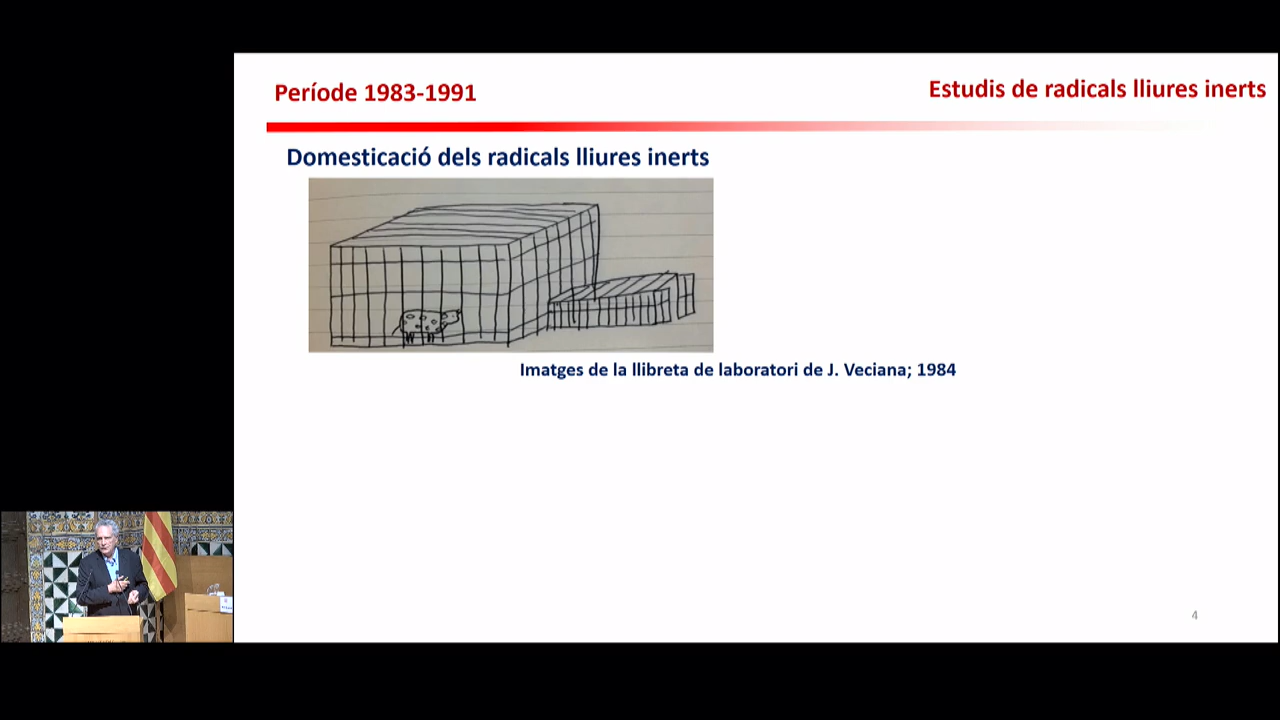 Període 1983-1991
Estudis de radicals lliures inerts
Domesticació dels radicals lliures inerts
Imatges de la llibreta de laboratori de J. Veciana; 1984
4